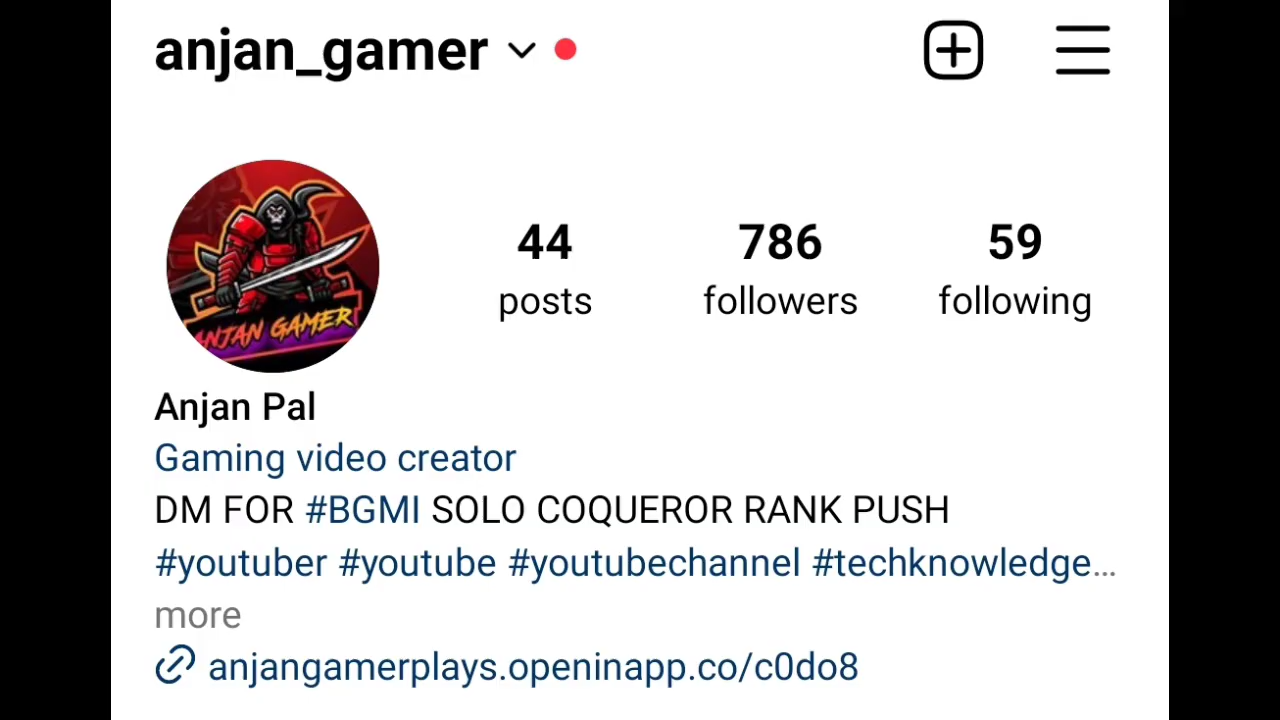 anjan_gamer
44 786 59
posts followers following
ANJAN GAMER
Anjan Pal
Gaming video creator
DM FOR #BGMI SOLO COQUEROR RANK PUSH
#youtuber #youtube #youtubechannel #techknowledge...
more
anjangamerplays.openinapp.co/c0do8